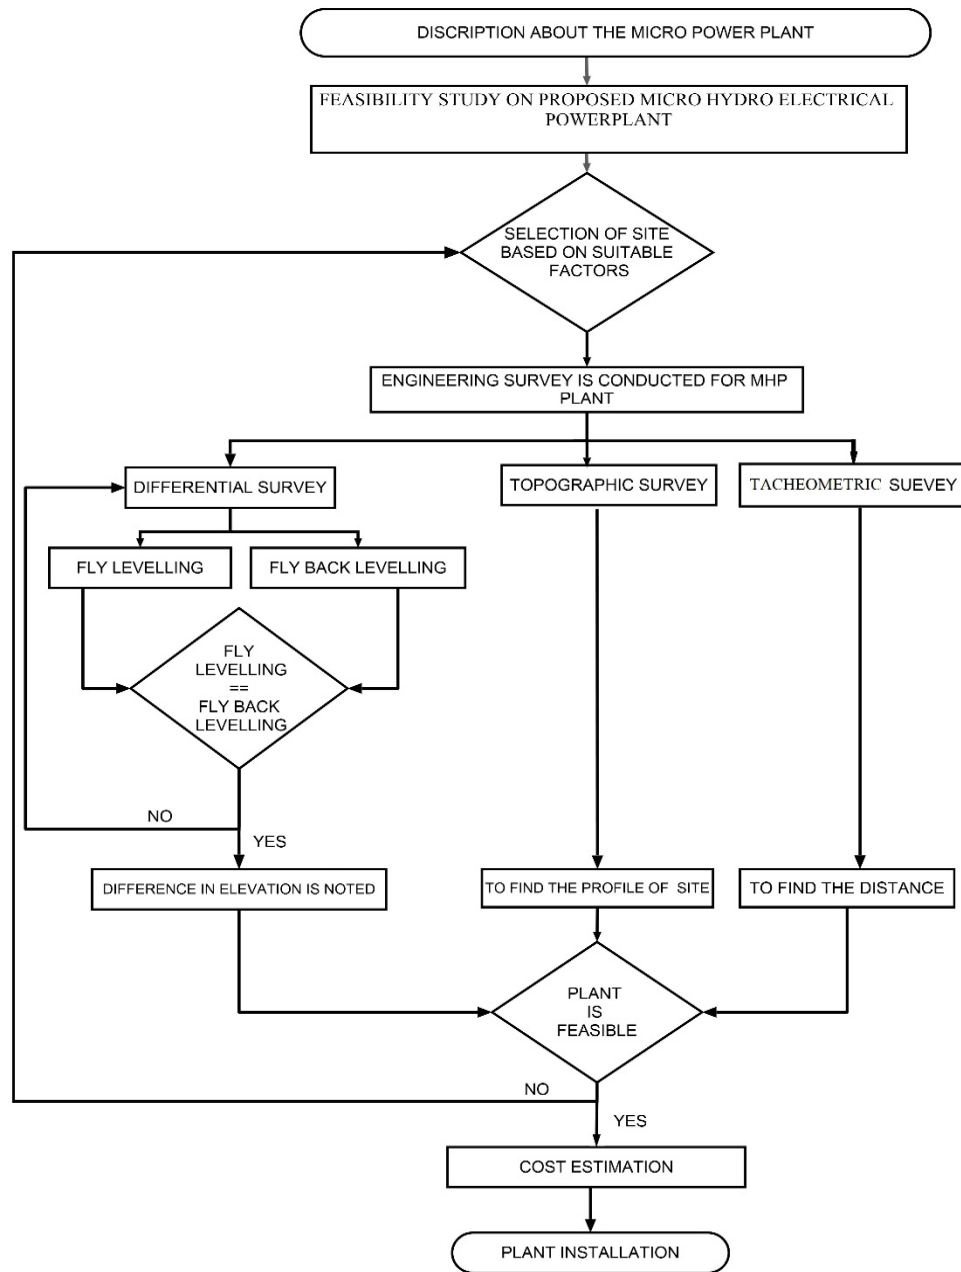 DISCRIPTION ABOUT THE MICRO POWER PLANT
FEASIBILITY STUDY ON PROPOSED MICRO HYDRO ELECTRICAL
POWERPLANT
SELECTION OF SITE
BASED ON SUITABLE
FACTORS
ENGINEERING SURVEY IS CONDUCTED FOR MHP
PLANT
DIFFERENTIAL SURVEY
TOPOGRAPHIC SURVEY
TACHEOMETRIC SUEVEY
FLY LEVELLING
FLY BACK LEVELLING
FLY
LEVELLING
==
FLY BACK
LEVELLING
NO
YES
DIFFERENCE IN ELEVATION IS NOTED
TO FIND THE PROFILE OF SITE
TO FIND THE DISTANCE
PLANT
IS
FEASIBLE
NO
YES
COST ESTIMATION
PLANT INSTALLATION